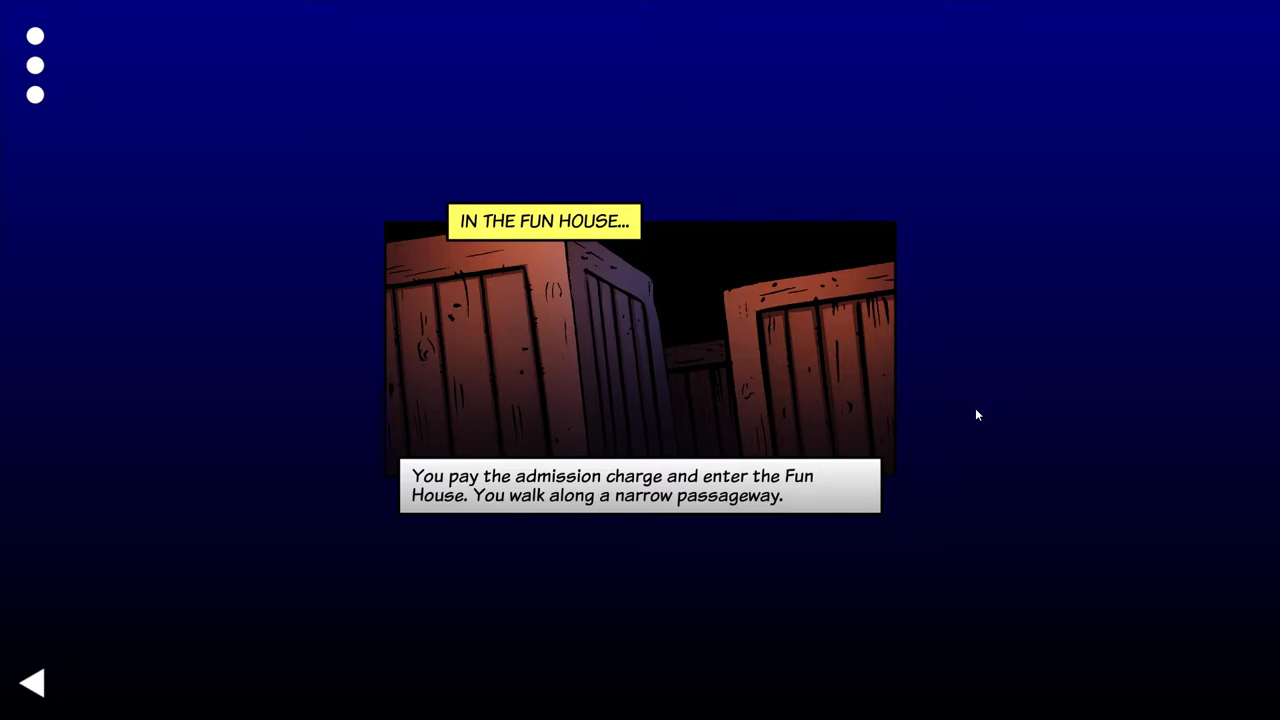 IN THE FUN HOUSE...
You pay the admission charge and enter the Fun
House. You walk along a narrow passageway.